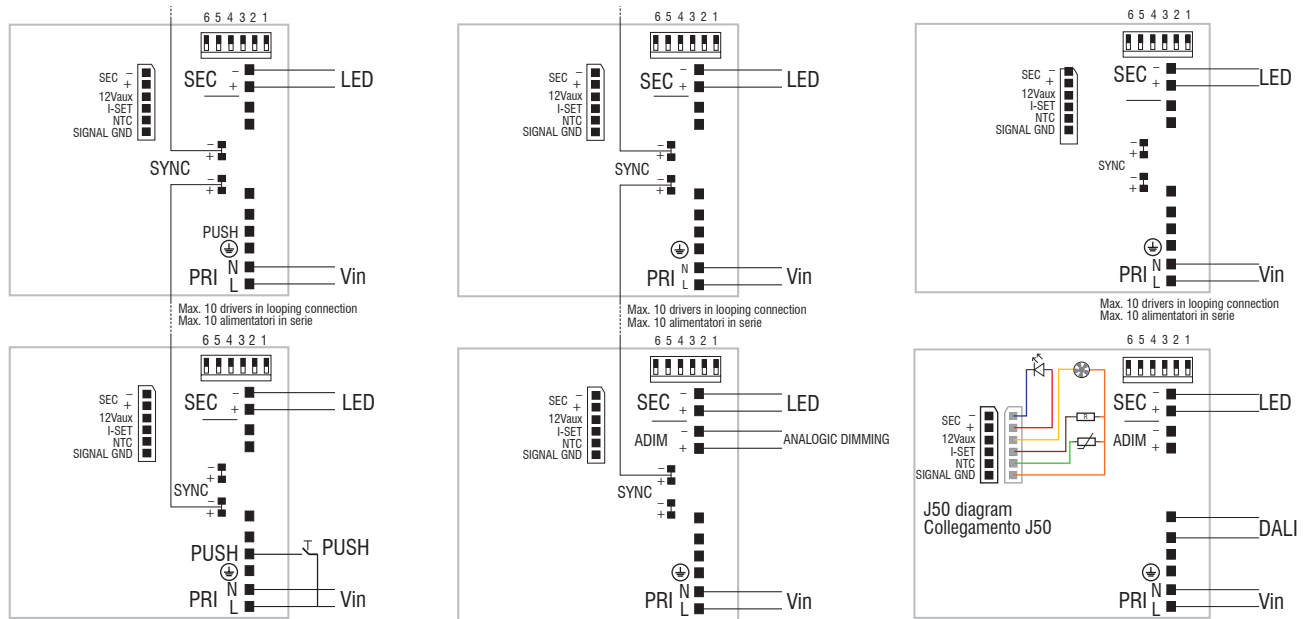 6 5 4 3 2 1
SEC −
+
12Vaux
I-SET
NTC
SIGNAL GND
SEC −
+
LED
−
+
SYNC
−
+
PUSH
PRI N
L
Vin
Max. 10 drivers in looping connection
Max. 10 alimentatori in serie
6 5 4 3 2 1
SEC −
+
12Vaux
I-SET
NTC
SIGNAL GND
SEC −
+
LED
−
+
SYNC
−
+
PUSH
PUSH
PRI N
L
Vin
6 5 4 3 2 1
SEC −
+
12Vaux
I-SET
NTC
SIGNAL GND
SEC −
+
LED
−
+
SYNC
−
+
PRI N
L
Vin
Max. 10 drivers in looping connection
Max. 10 alimentatori in serie
6 5 4 3 2 1
SEC −
+
12Vaux
I-SET
NTC
SIGNAL GND
SEC −
+
LED
ADIM −
+
ANALOGIC DIMMING
−
+
SYNC
−
+
PRI N
L
Vin
6 5 4 3 2 1
SEC −
+
12Vaux
I-SET
NTC
SIGNAL GND
SEC −
+
LED
−
+
SYNC
−
+
PRI N
L
Vin
Max. 10 drivers in looping connection
Max. 10 alimentatori in serie
6 5 4 3 2 1
SEC −
+
12Vaux
I-SET
NTC
SIGNAL GND
R
SEC −
+
LED
ADIM −
+
J50 diagram
Collegamento J50
DALI
PRI N
L
Vin